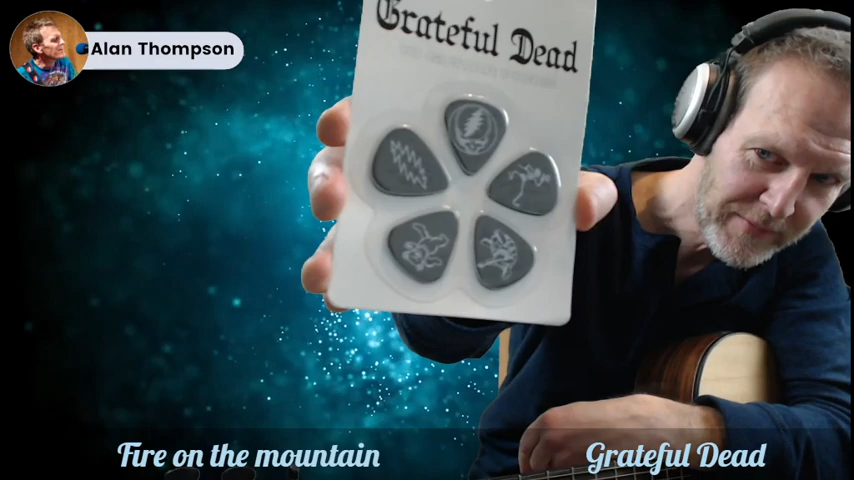 Alan Thompson
Grateful Dead
Fire on the mountain
Grateful Dead